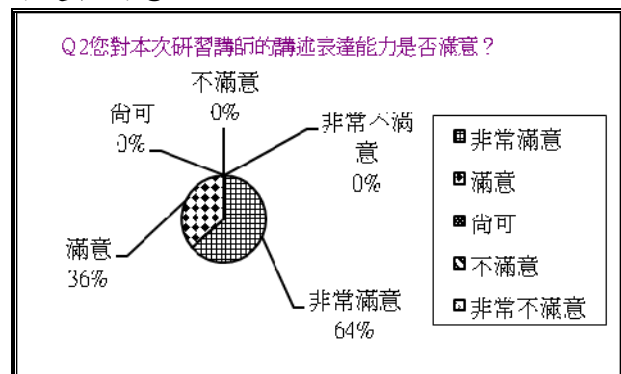 Q2您對本次研習講師的講述表達能力是否滿意？
不滿意
0%
尚可
0%
非常不滿
意
0%
滿意
36%
非常滿意
64%
非常滿意
滿意
尚可
不滿意
非常不滿意